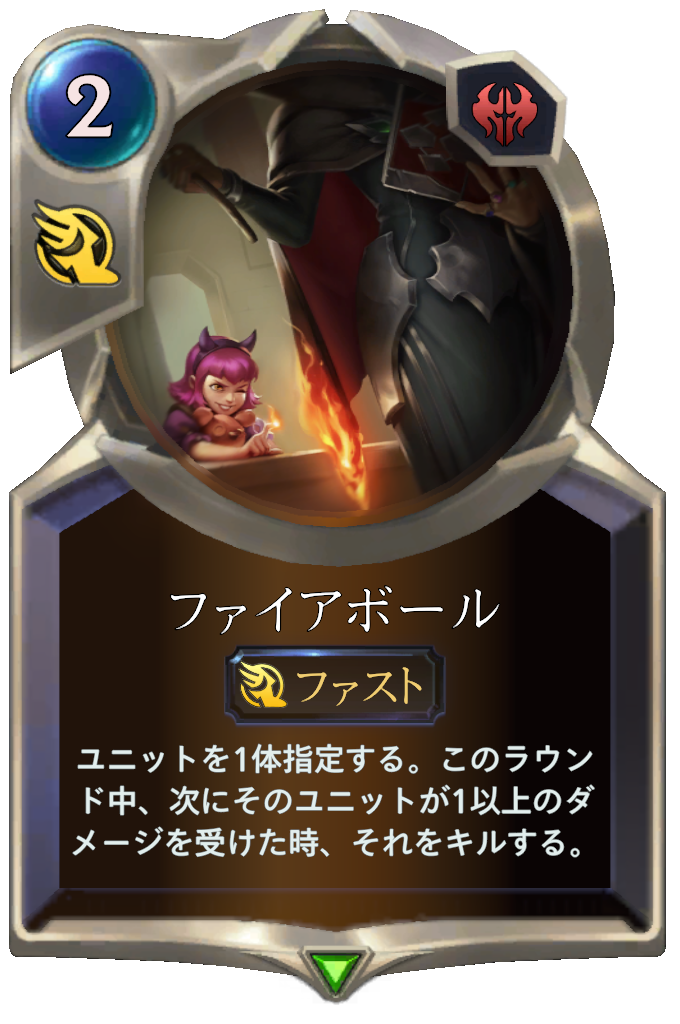 2
ファイアボール
ファスト
ユニットを1体指定する。このラウン
ド中、次にそのユニットが1以上のダ
メージを受けた時、それをキルする。